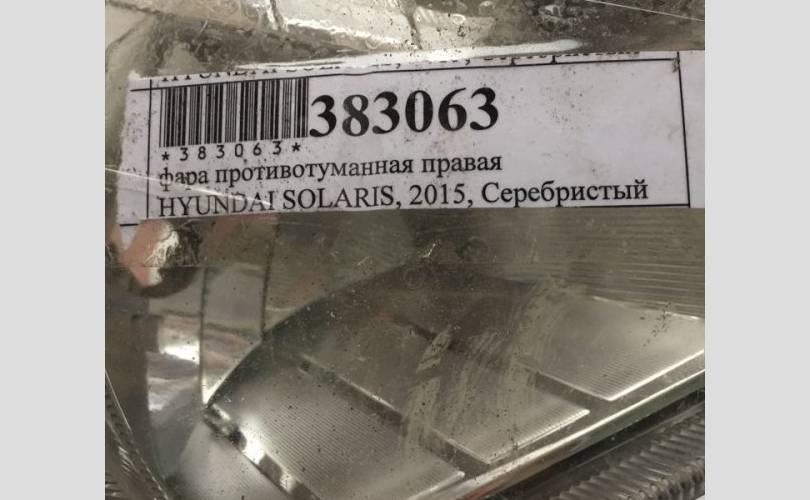 383063
*383063*
фара противотуманная правая
HYUNDAI SOLARIS, 2015, Серебристый